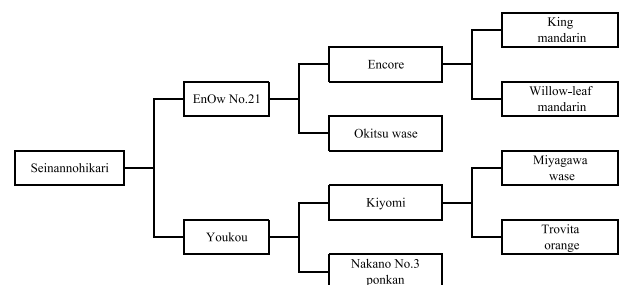 King
mandarin
Encore
Willow-leaf
mandarin
EnOw No.21
Okitsu wase
Seinannohikari
Miyagawa
wase
Kiyomi
Trovita
orange
Youkou
Nakano No.3
ponkan